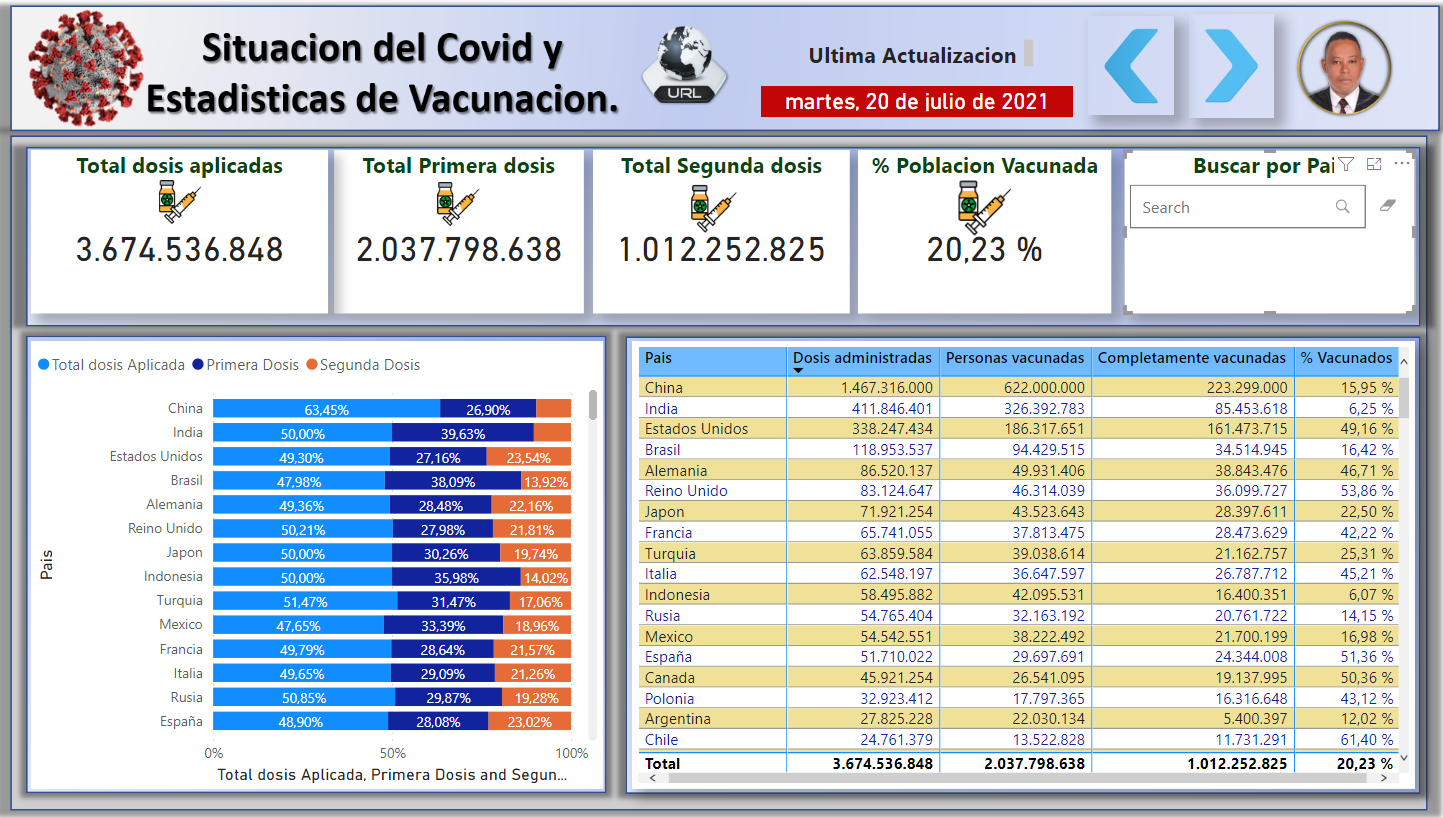 Situacion del Covid y
Estadisticas de Vacunacion.
URL
Ultima Actualizacion
martes, 20 de julio de 2021
Total dosis aplicadas
3.674.536.848
Total Primera dosis
2.037.798.638
Total Segunda dosis
1.012.252.825
% Poblacion Vacunada
20,23 %
Buscar por Pai
Search
Total dosis Aplicada Primera Dosis Segunda Dosis
Pais
China 63,45% 26,90%
India 50,00% 39,63%
Estados Unidos 49,30% 27,16% 23,54%
Brasil 47,98% 38,09% 13,92%
Alemania 49,36% 28,48% 22,16%
Reino Unido 50,21% 27,98% 21,81%
Japon 50,00% 30,26% 19,74%
Indonesia 50,00% 35,98% 14,02%
Turquia 51,47% 31,47% 17,06%
Mexico 47,65% 33,39% 18,96%
Francia 49,79% 28,64% 21,57%
Italia 49,65% 29,09% 21,26%
Rusia 50,85% 29,87% 19,28%
España 48,90% 28,08% 23,02%
0% 50% 100%
Total dosis Aplicada, Primera Dosis and Segun...
Pais Dosis administradas Personas vacunadas Completamente vacunadas % Vacunados
China 1.467.316.000 622.000.000 223.299.000 15,95 %
India 411.846.401 326.392.783 85.453.618 6,25 %
Estados Unidos 338.247.434 186.317.651 161.473.715 49,16 %
Brasil 118.953.537 94.429.515 34.514.945 16,42 %
Alemania 86.520.137 49.931.406 38.843.476 46,71 %
Reino Unido 83.124.647 46.314.039 36.099.727 53,86 %
Japon 71.921.254 43.523.643 28.397.611 22,50 %
Francia 65.741.055 37.813.475 28.473.629 42,22 %
Turquia 63.859.584 39.038.614 21.162.757 25,31 %
Italia 62.548.197 36.647.597 26.787.712 45,21 %
Indonesia 58.495.882 42.095.531 16.400.351 6,07 %
Rusia 54.765.404 32.163.192 20.761.722 14,15 %
Mexico 54.542.551 38.222.492 21.700.199 16,98 %
España 51.710.022 29.697.691 24.344.008 51,36 %
Canada 45.921.254 26.541.095 19.137.995 50,36 %
Polonia 32.923.412 17.797.365 16.316.648 43,12 %
Argentina 27.825.228 22.030.134 5.400.397 12,02 %
Chile 24.761.379 13.522.828 11.731.291 61,40 %
Total 3.674.536.848 2.037.798.638 1.012.252.825 20,23 %